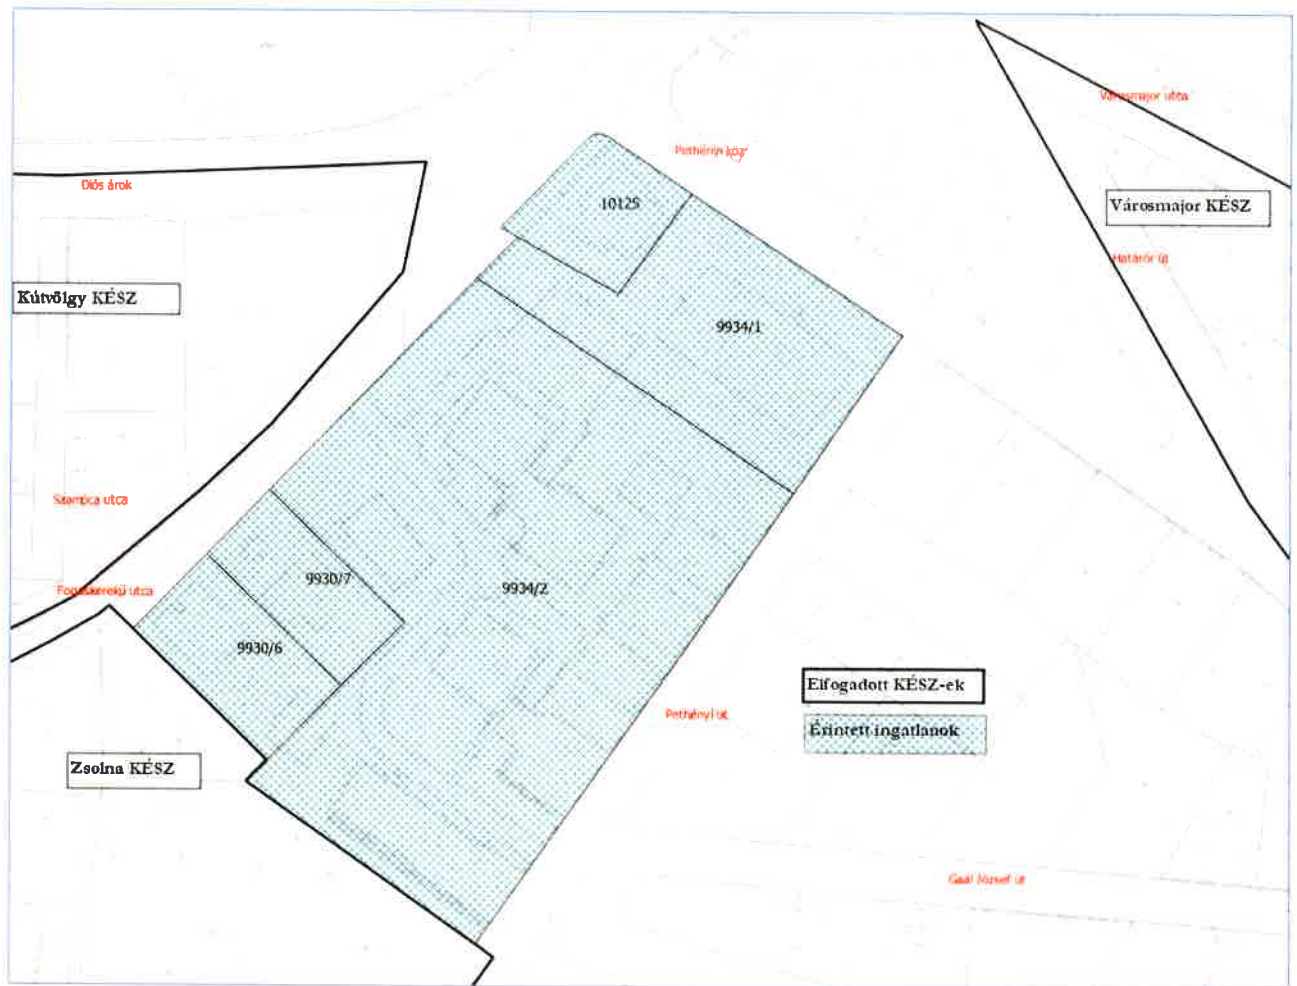 Városmajor utca
Pethényi köz
Diós árok
10125
Városmajor KÉSZ
Határőr út
Kútvölgy KÉSZ
9934/1
Szamóca utca
9930/7
9934/2
Fogaskerekű utca
9930/6
Elfogadott KÉSZ-ek
Pethényi út
Érintett ingatlanok
Zsolna KÉSZ
Gaál József út